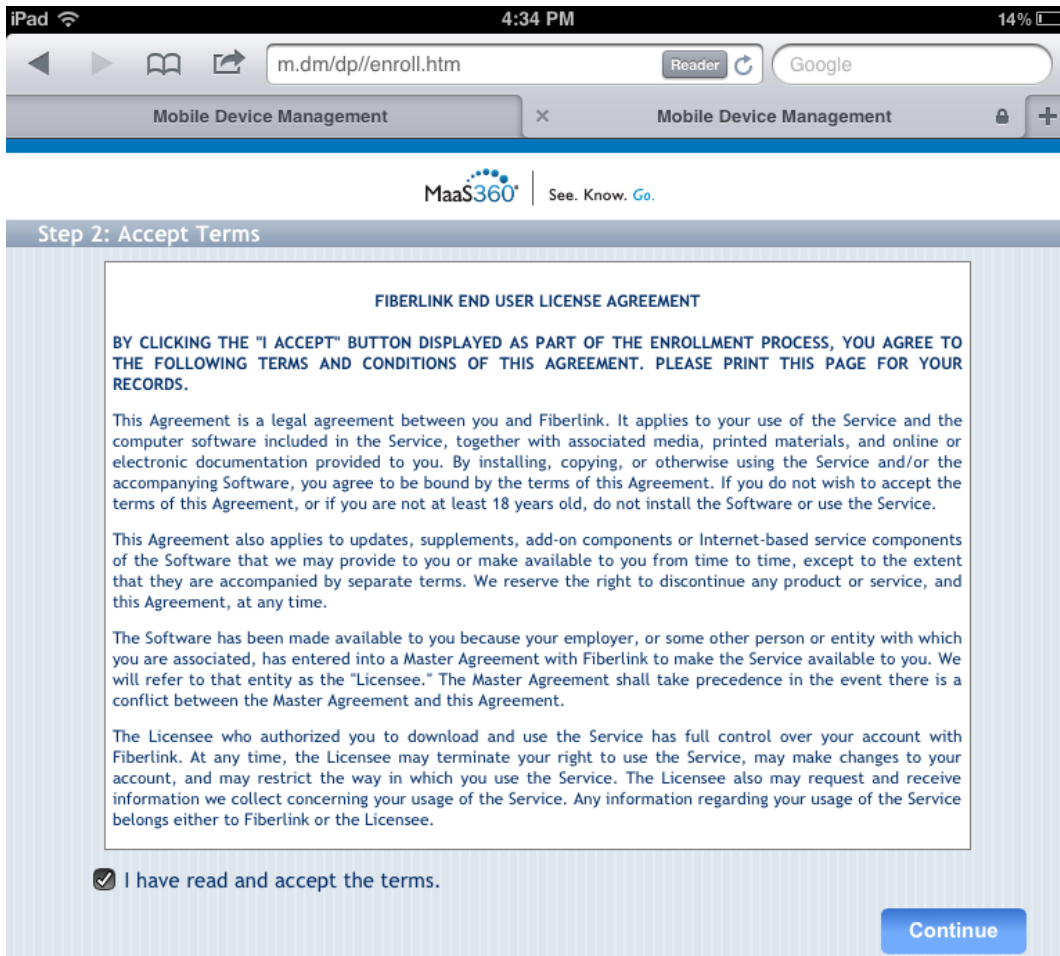 iPad 4:34 PM 14%
m.dm/dp//enroll.htm Reader Google
Mobile Device Management Mobile Device Management
MaaS360 See. Know. Go.
Step 2: Accept Terms
FIBERLINK END USER LICENSE AGREEMENT
BY CLICKING THE "I ACCEPT" BUTTON DISPLAYED AS PART OF THE ENROLLMENT PROCESS, YOU AGREE TO
THE FOLLOWING TERMS AND CONDITIONS OF THIS AGREEMENT. PLEASE PRINT THIS PAGE FOR YOUR
RECORDS.
This Agreement is a legal agreement between you and Fiberlink. It applies to your use of the Service and the
computer software included in the Service, together with associated media, printed materials, and online or
electronic documentation provided to you. By installing, copying, or otherwise using the Service and/or the
accompanying Software, you agree to be bound by the terms of this Agreement. If you do not wish to accept the
terms of this Agreement, or if you are not at least 18 years old, do not install the Software or use the Service.
This Agreement also applies to updates, supplements, add-on components or Internet-based service components
of the Software that we may provide to you or make available to you from time to time, except to the extent
that they are accompanied by separate terms. We reserve the right to discontinue any product or service, and
this Agreement, at any time.
The Software has been made available to you because your employer, or some other person or entity with which
you are associated, has entered into a Master Agreement with Fiberlink to make the Service available to you. We
will refer to that entity as the "Licensee." The Master Agreement shall take precedence in the event there is a
conflict between the Master Agreement and this Agreement.
The Licensee who authorized you to download and use the Service has full control over your account with
Fiberlink. At any time, the Licensee may terminate your right to use the Service, may make changes to your
account, and may restrict the way in which you use the Service. The Licensee also may request and receive
information we collect concerning your usage of the Service. Any information regarding your usage of the Service
belongs either to Fiberlink or the Licensee.
I have read and accept the terms.
Continue